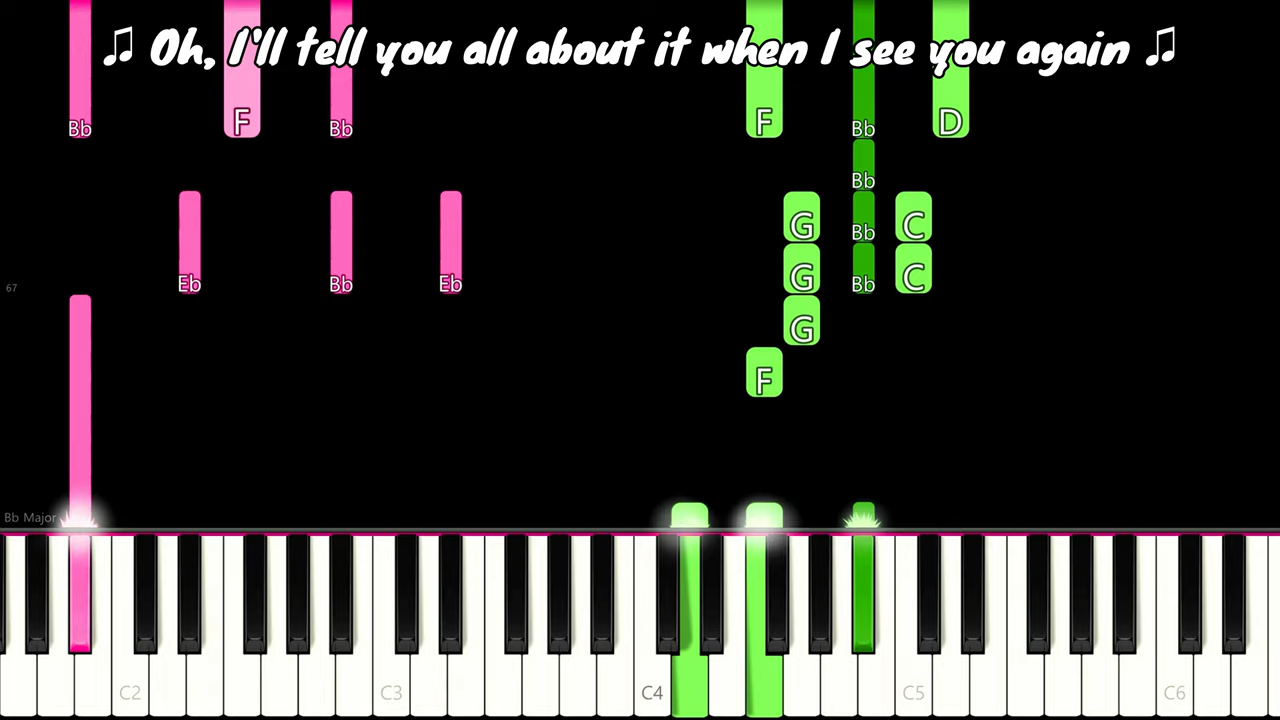 ♫ Oh, I'll tell you all about it when I see you again ♫
Bb F Bb F Bb D
Bb
G Bb C
Eb Bb Eb G Bb C
67
G
F
Bb Major
C2 C3 C4 C5 C6